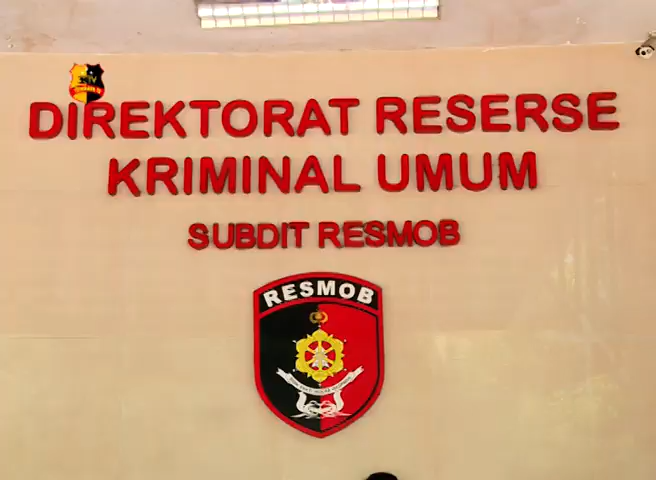 DIREKTORAT RESERSE
KRIMINAL UMUM
SUBDIT RESMOB
RESMOB